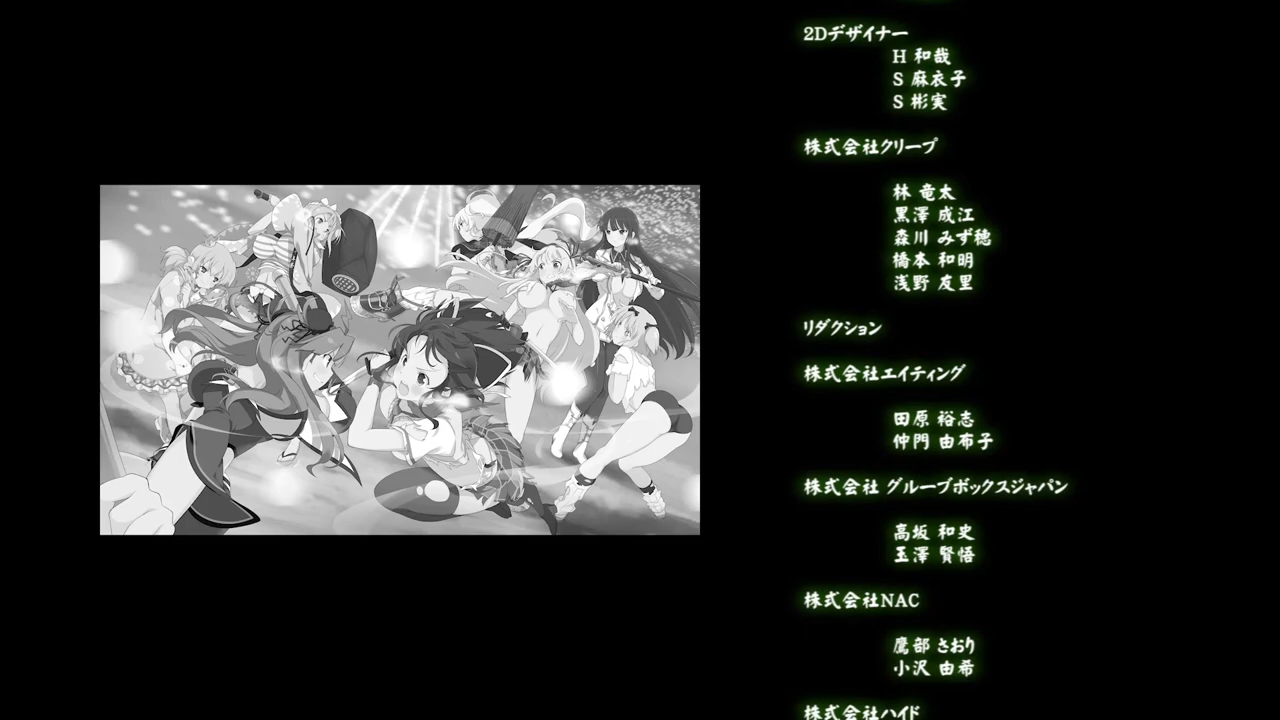 2Dデザイナー
H 和哉
S 麻衣子
S 彬実
株式会社クリープ
林 竜太
黒澤 成江
森川 みず穂
橋本 和明
浅野 友里
リダクション
株式会社エイティング
田原 裕志
仲門 由布子
株式会社 グルーブボックスジャパン
高坂 和史
玉澤 賢悟
株式会社NAC
鷹部 さおり
小沢 由希
株式会社ハイド